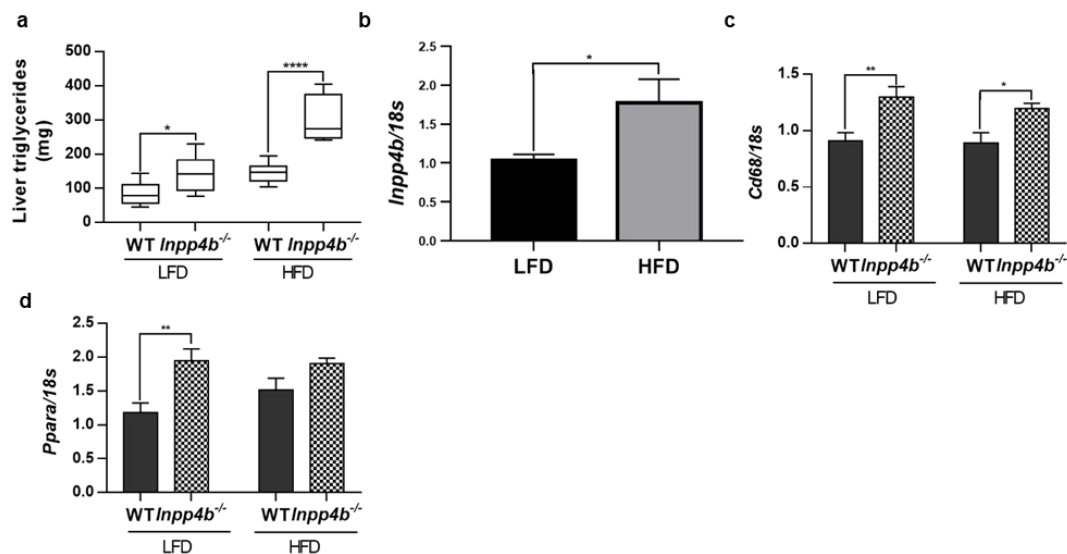 a
Liver triglycerides
(mg)
500
400
300
200
100
0
*
****
WT Inpp4b-/- WT Inpp4b-/-
LFD HFD
b
Inpp4b/18s
2.5
2.0
1.5
1.0
0.5
0.0
*
LFD HFD
c
Cd68/18s
1.5
1.0
0.5
0.0
**
*
WT Inpp4b-/- WT Inpp4b-/-
LFD HFD
d
Ppara/18s
2.5
2.0
1.5
1.0
0.5
0.0
**
WT Inpp4b-/- WT Inpp4b-/-
LFD HFD